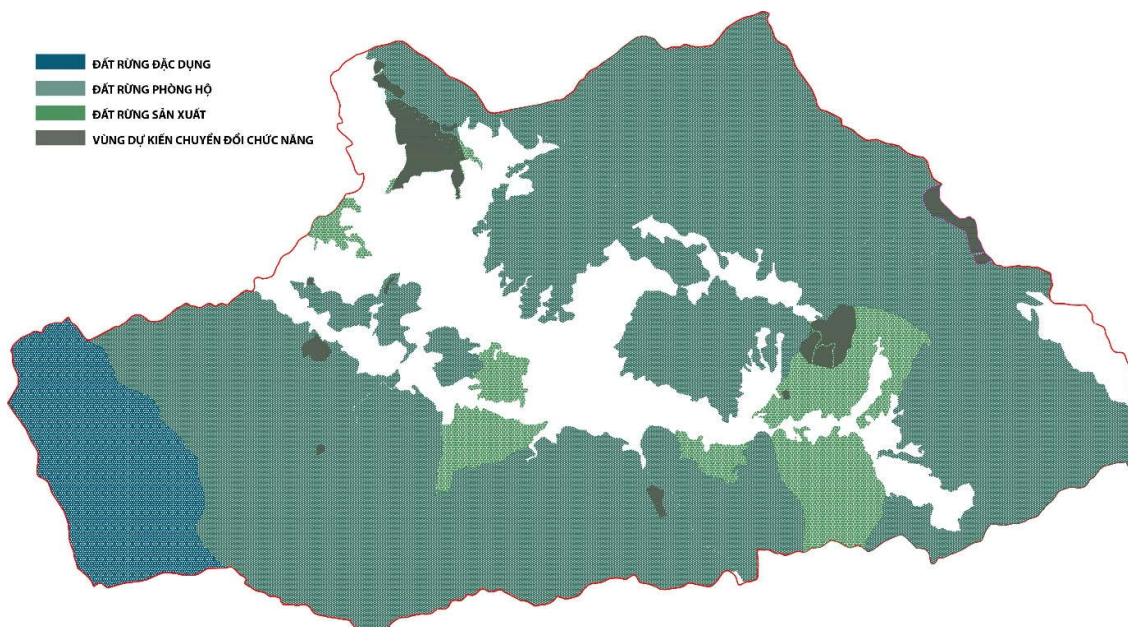 ĐẤT RỪNG ĐẶC DỤNG
ĐẤT RỪNG PHÒNG HỘ
ĐẤT RỪNG SẢN XUẤT
VÙNG DỰ KIẾN CHUYỂN ĐỔI CHỨC NĂNG